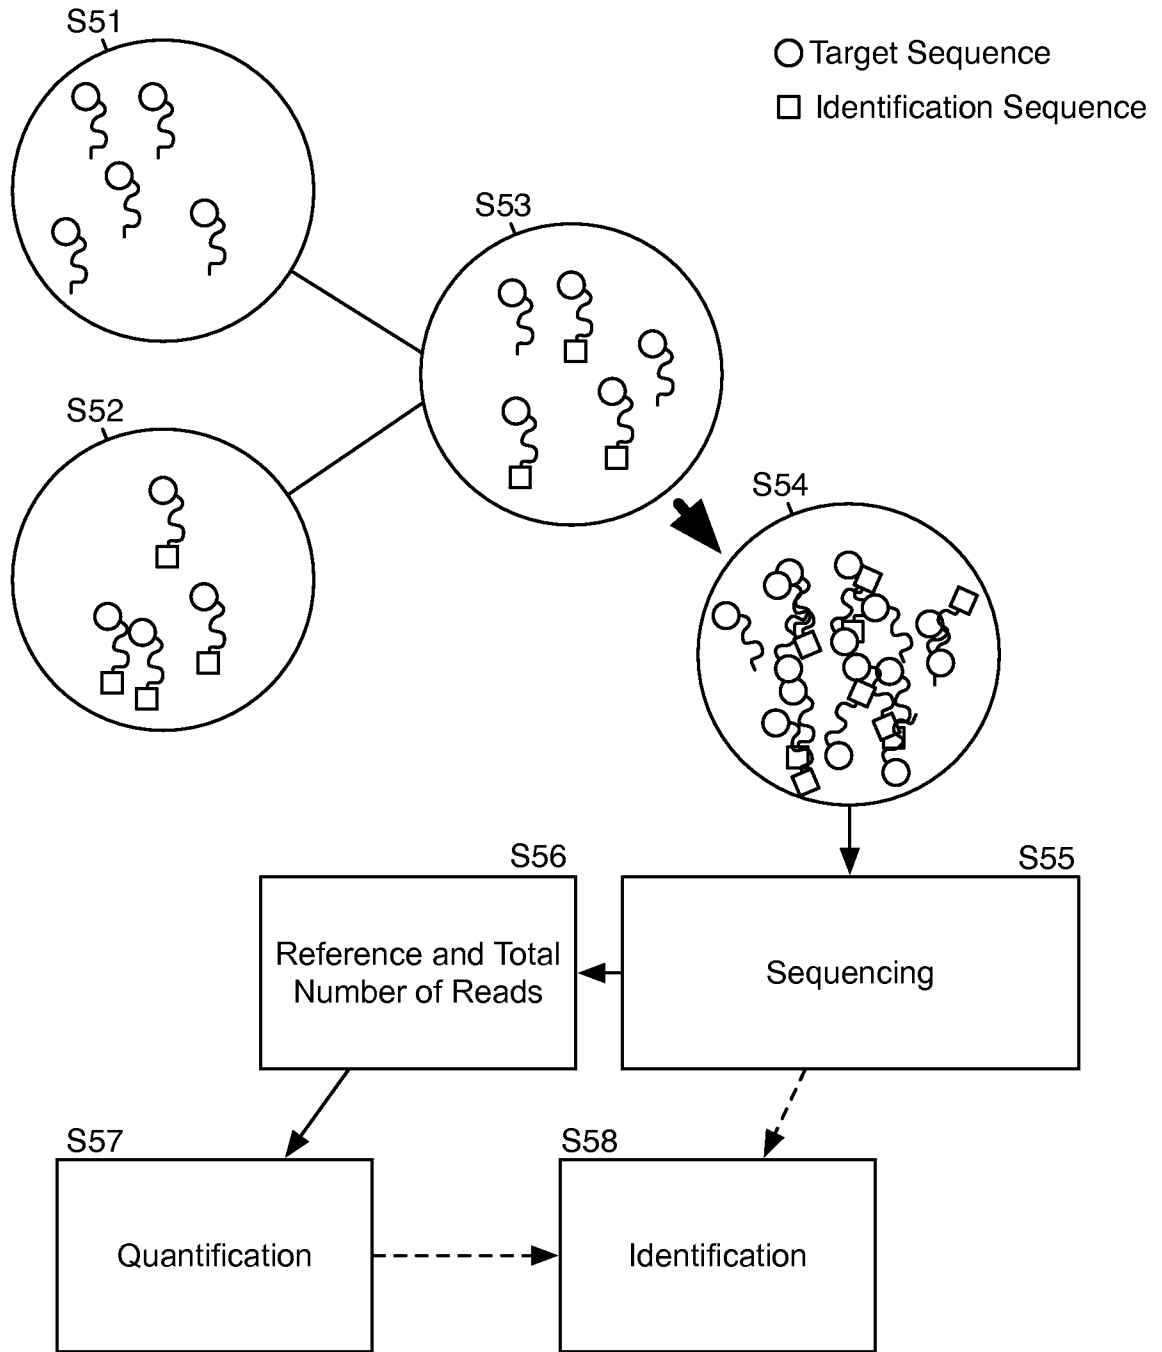 S51
Target Sequence
Identification Sequence
S53
S52
S54
S56
S55
Reference and Total
Number of Reads
Sequencing
S57
S58
Quantification
Identification